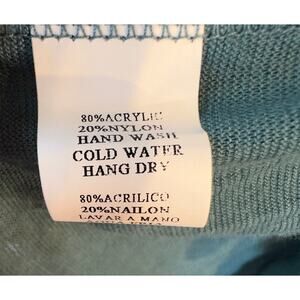 80%ACRYLIC
20%NYLON
HAND WASH
COLD WATER
HANG DRY
80%ACRILICO
20%NAILON
LAVAR A MANO